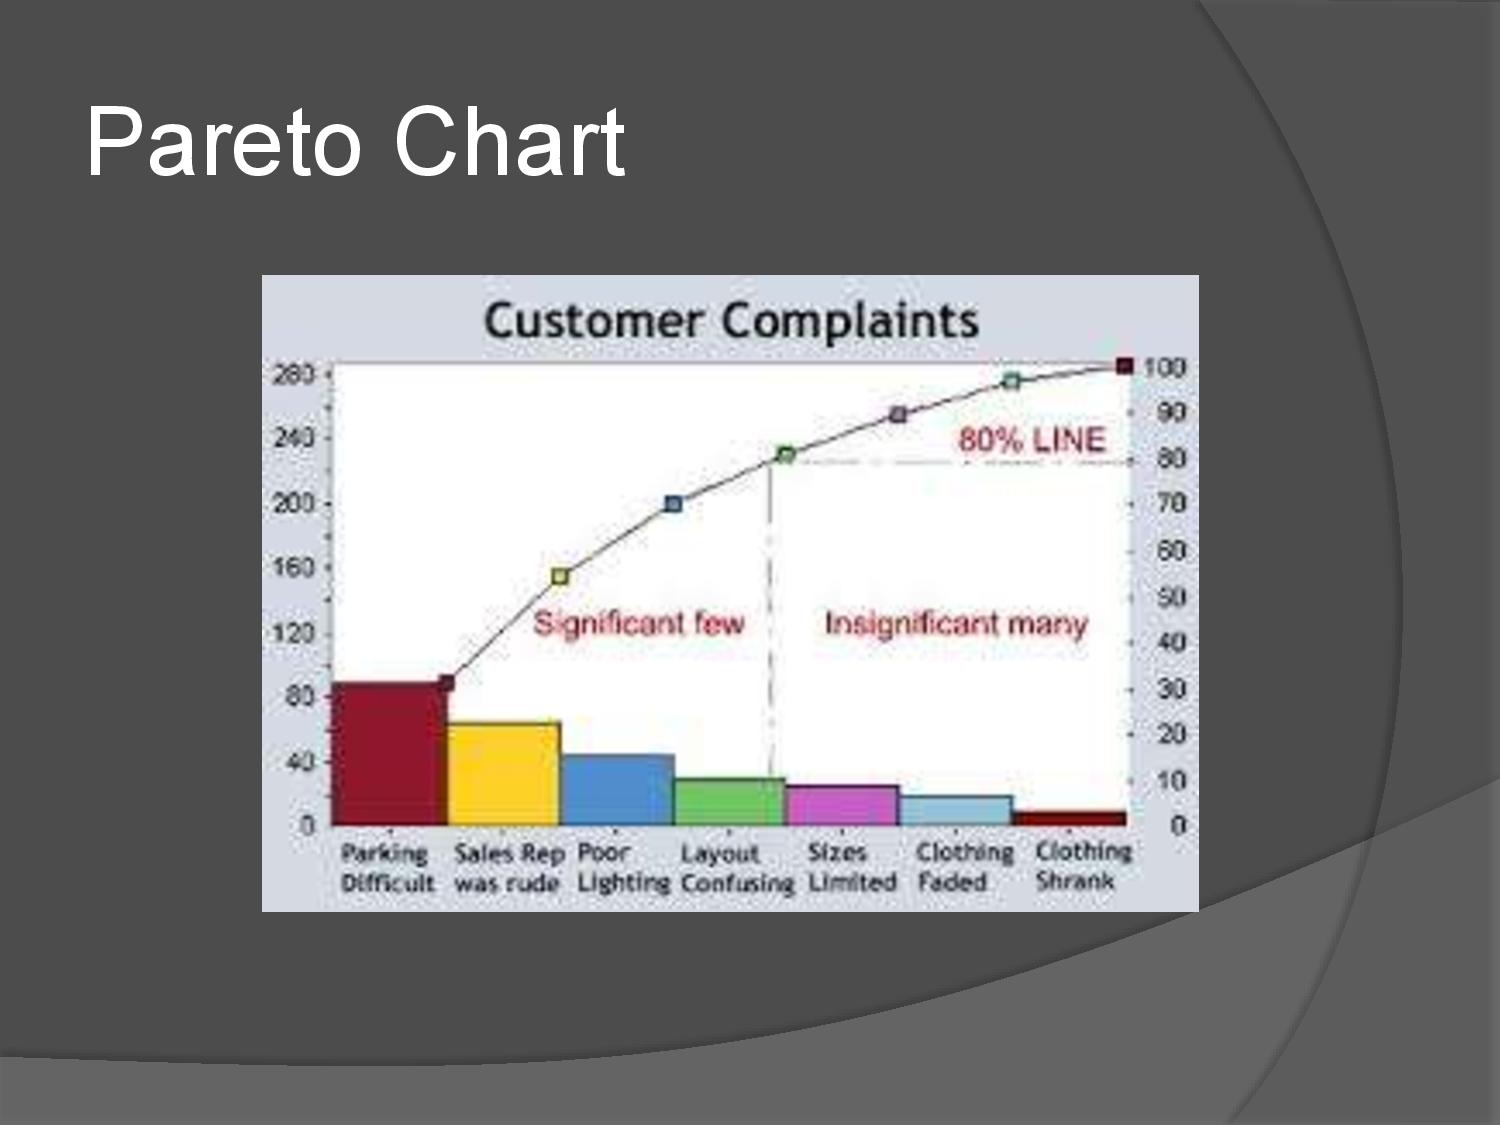 Pareto Chart
Customer Complaints
280
240
200
160
120
80
40
0
100
90
80
70
60
50
40
30
20
10
0
80% LINE
Significant few
Insignificant many
Parking Difficult
Sales Rep was rude
Poor Lighting
Layout Confusing
Sizes Limited
Clothing Faded
Clothing Shrank